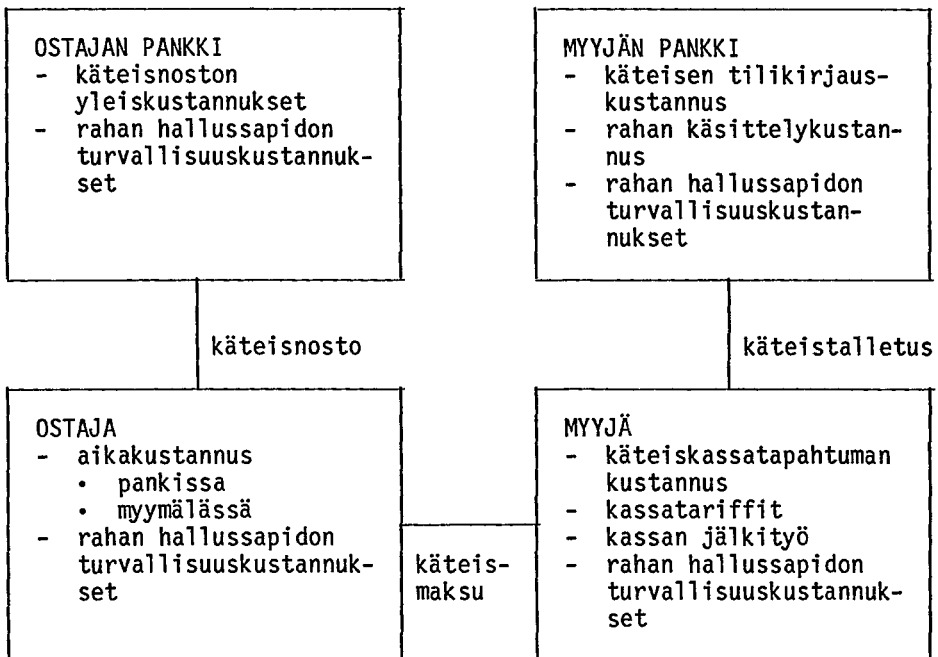 OSTAJAN PANKKI
- käteisnoston
yleiskustannukset
- rahan hallussapidon
turvallisuuskustannuk-
set
MYYJÄN PANKKI
- käteisen tilikirjaus-
kustannus
- rahan käsittelykustan-
nus
- rahan hallussapidon
turvallisuuskustan-
nukset
käteisnosto
käteistalletus
OSTAJA
- aikakustannus
• pankissa
• myymälässä
- rahan hallussapidon
turvallisuuskustannuk-
set
käteis-
maksu
MYYJÄ
- käteiskassatapahtuman
kustannus
- kassatariffit
- kassan jälkityö
- rahan hallussapidon
turvallisuuskustannuk-
set